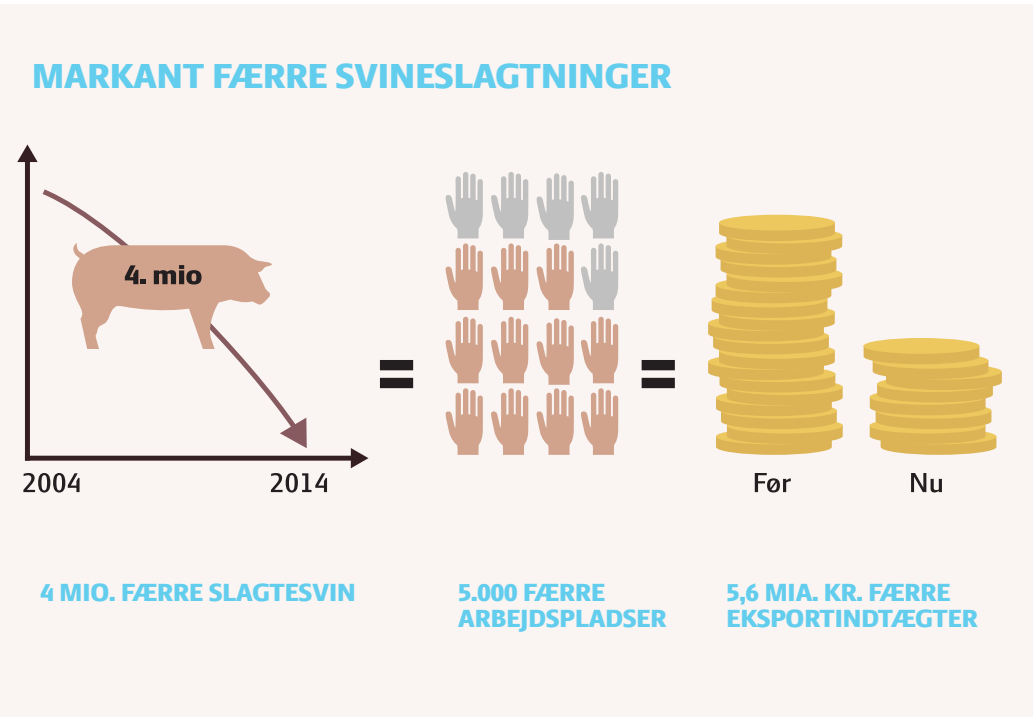 MARKANT FÆRRE SVINESLAGTNINGER
4. mio
=
=
2004
2014
Før
Nu
4 MIO. FÆRRE SLAGTESVIN
5.000 FÆRRE
ARBEJDSPLADSER
5,6 MIA. KR. FÆRRE
EKSPORTINDTÆGTER